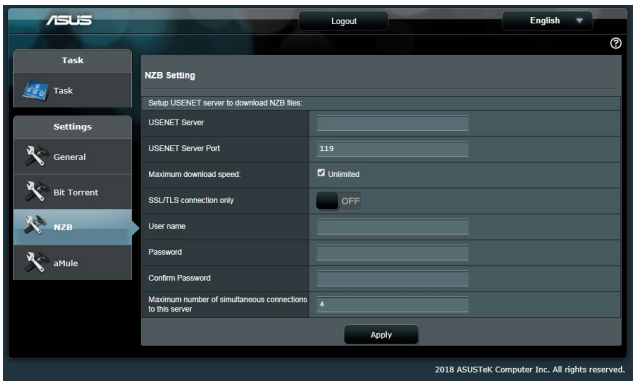 ASUS
Logout
English
?
Task
Task
Settings
General
Bit Torrent
NZB
aMule
NZB Setting
Setup USENET server to download NZB files:
USENET Server
USENET Server Port
119
Maximum download speed:
Unlimited
SSL/TLS connection only
OFF
User name
Password
Confirm Password
Maximum number of simultaneous connections
to this server
4
Apply
2018 ASUSTeK Computer Inc. All rights reserved.